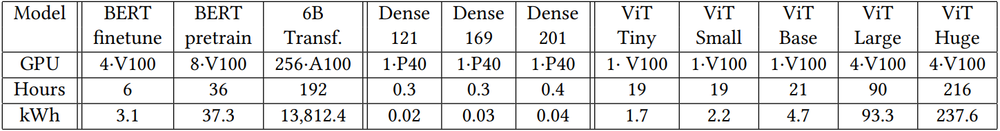 Model BERT BERT 6B Dense Dense Dense ViT ViT ViT ViT ViT
finetune pretrain Transf. 121 169 201 Tiny Small Base Large Huge
GPU 4·V100 8·V100 256·A100 1·P40 1·P40 1·P40 1· V100 1·V100 1·V100 4·V100 4·V100
Hours 6 36 192 0.3 0.3 0.4 19 19 21 90 216
kWh 3.1 37.3 13,812.4 0.02 0.03 0.04 1.7 2.2 4.7 93.3 237.6